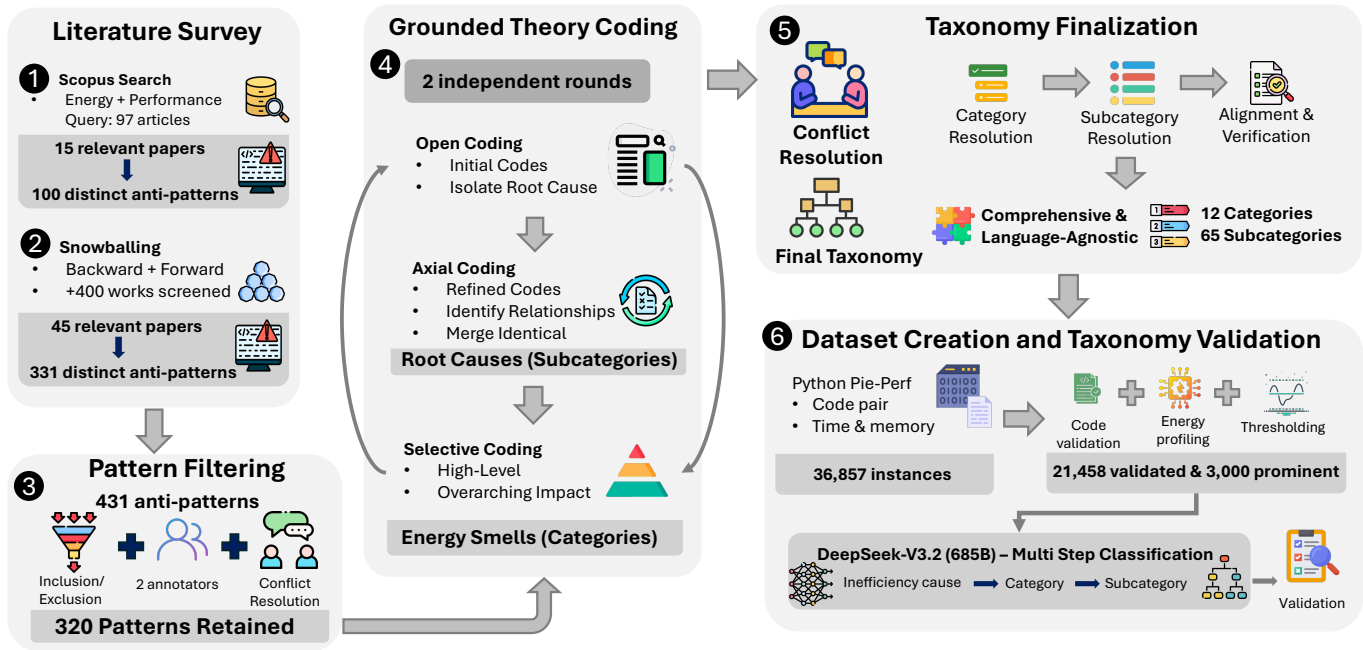 Literature Survey
1
Scopus Search
• Energy + Performance
Query: 97 articles
15 relevant papers
100 distinct anti-patterns
2
Snowballing
• Backward + Forward
• +400 works screened
45 relevant papers
331 distinct anti-patterns
3
Pattern Filtering
431 anti-patterns
Inclusion/
Exclusion
2 annotators
Conflict
Resolution
320 Patterns Retained
Grounded Theory Coding
4
2 independent rounds
Open Coding
• Initial Codes
• Isolate Root Cause
Axial Coding
• Refined Codes
• Identify Relationships
• Merge Identical
Root Causes (Subcategories)
Selective Coding
• High-Level
• Overarching Impact
Energy Smells (Categories)
5
Taxonomy Finalization
Conflict
Resolution
Final Taxonomy
Category
Resolution
Subcategory
Resolution
Alignment &
Verification
Comprehensive &
Language-Agnostic
1
2
3
12 Categories
65 Subcategories
6
Dataset Creation and Taxonomy Validation
Python Pie-Perf
• Code pair
• Time & memory
010100
010100
36,857 instances
Code
validation
Energy
profiling
Thresholding
21,458 validated & 3,000 prominent
DeepSeek-V3.2 (685B) – Multi Step Classification
Inefficiency cause
Category
Subcategory
Validation